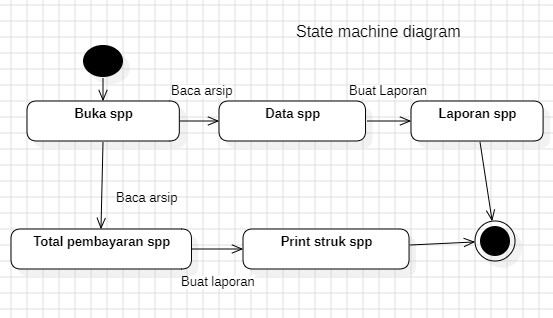 State machine diagram
Baca arsip
Buat Laporan
Buka spp
Data spp
Laporan spp
Baca arsip
Total pembayaran spp
Print struk spp
Buat laporan